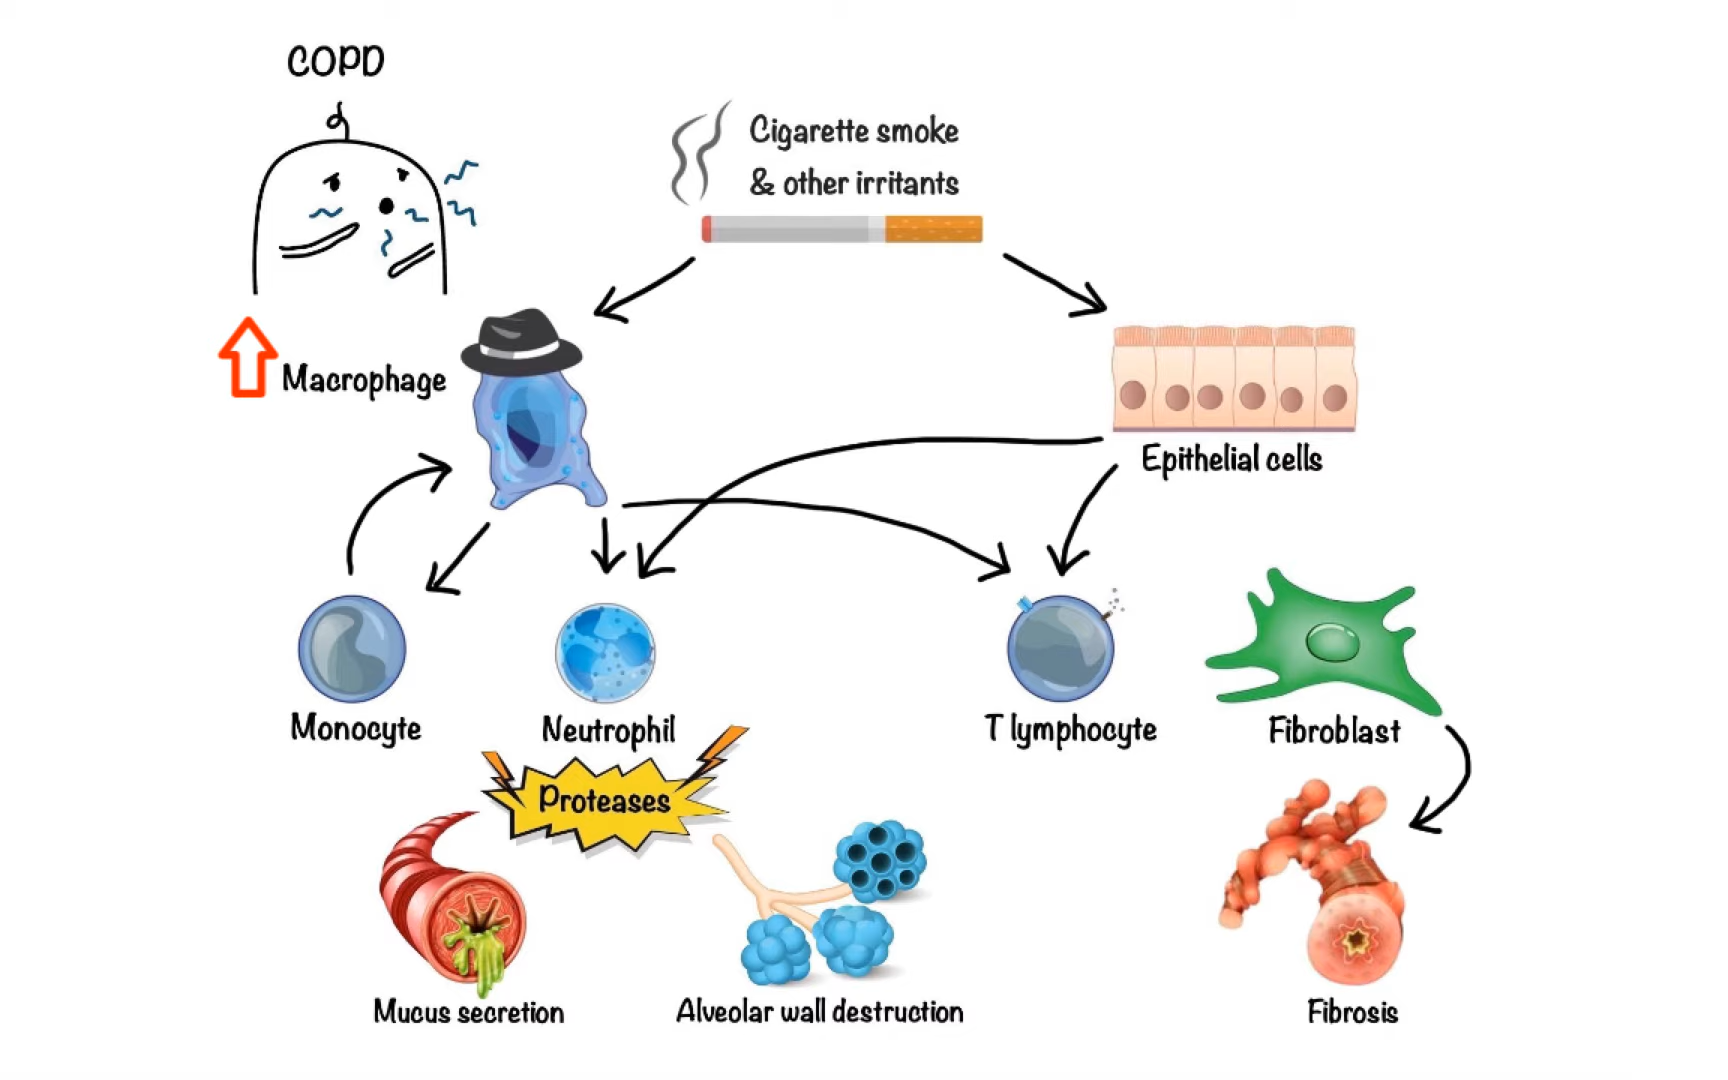 COPD
Cigarette smoke
& other irritants
Macrophage
Epithelial cells
Monocyte
Neutrophil
T lymphocyte
Fibroblast
Proteases
Mucus secretion
Alveolar wall destruction
Fibrosis